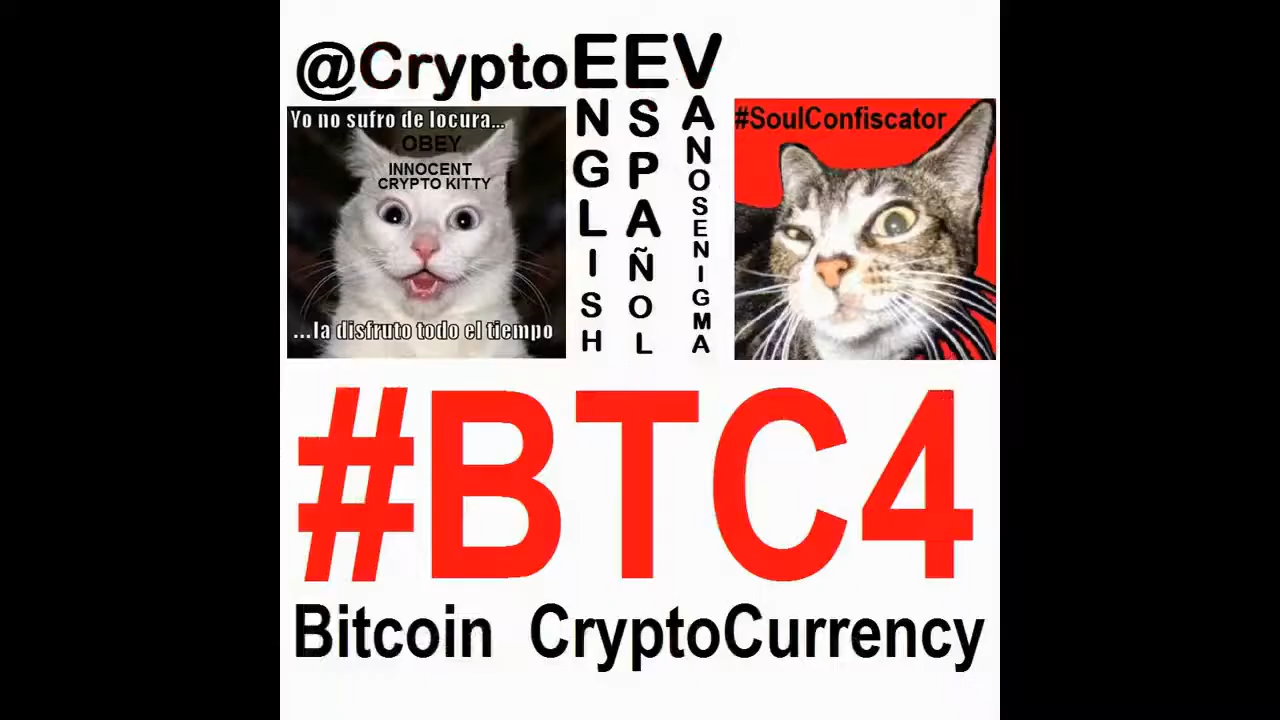 @CryptoEEV
ENGLISH
ESPAÑOL
VANOSENIGMA
Yo no sufro de locura...
OBEY
INNOCENT
CRYPTO KITTY
...la disfruto todo el tiempo
#SoulConfiscator
#BTC4
Bitcoin CryptoCurrency